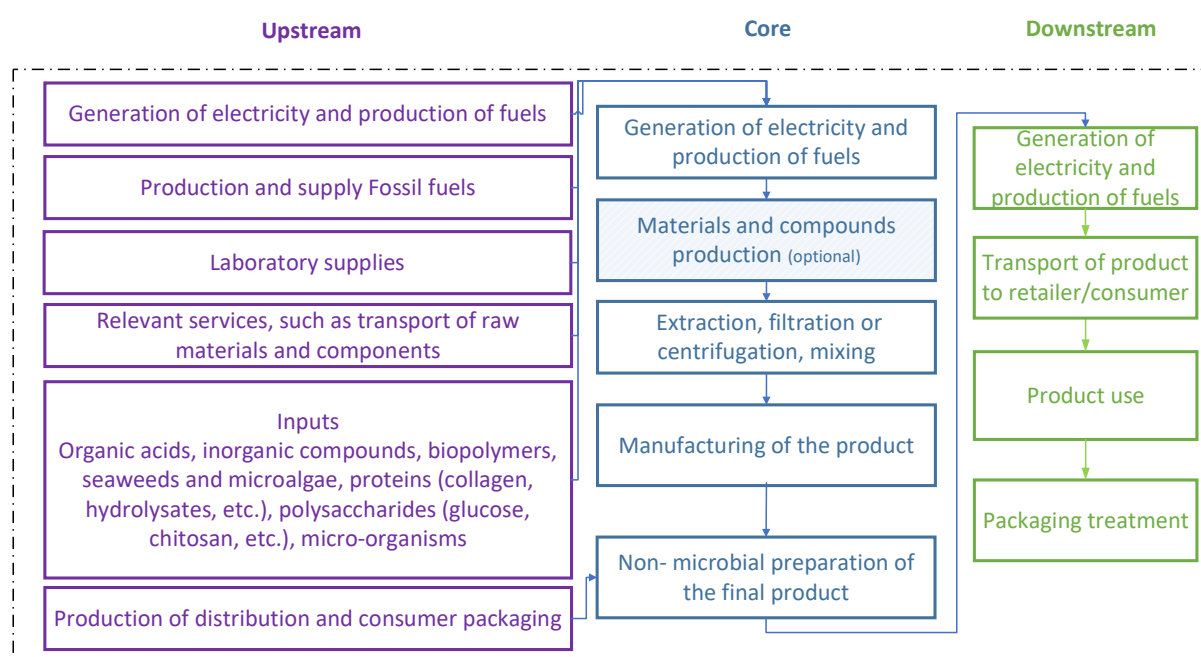 Upstream
Core
Downstream
Generation of electricity and production of fuels
Production and supply Fossil fuels
Laboratory supplies
Relevant services, such as transport of raw
materials and components
Inputs
Organic acids, inorganic compounds, biopolymers,
seaweeds and microalgae, proteins (collagen,
hydrolysates, etc.), polysaccharides (glucose,
chitosan, etc.), micro-organisms
Production of distribution and consumer packaging
Generation of electricity and
production of fuels
Materials and compounds
production (optional)
Extraction, filtration or
centrifugation, mixing
Manufacturing of the product
Non- microbial preparation of
the final product
Generation of
electricity and
production of fuels
Transport of product
to retailer/consumer
Product use
Packaging treatment